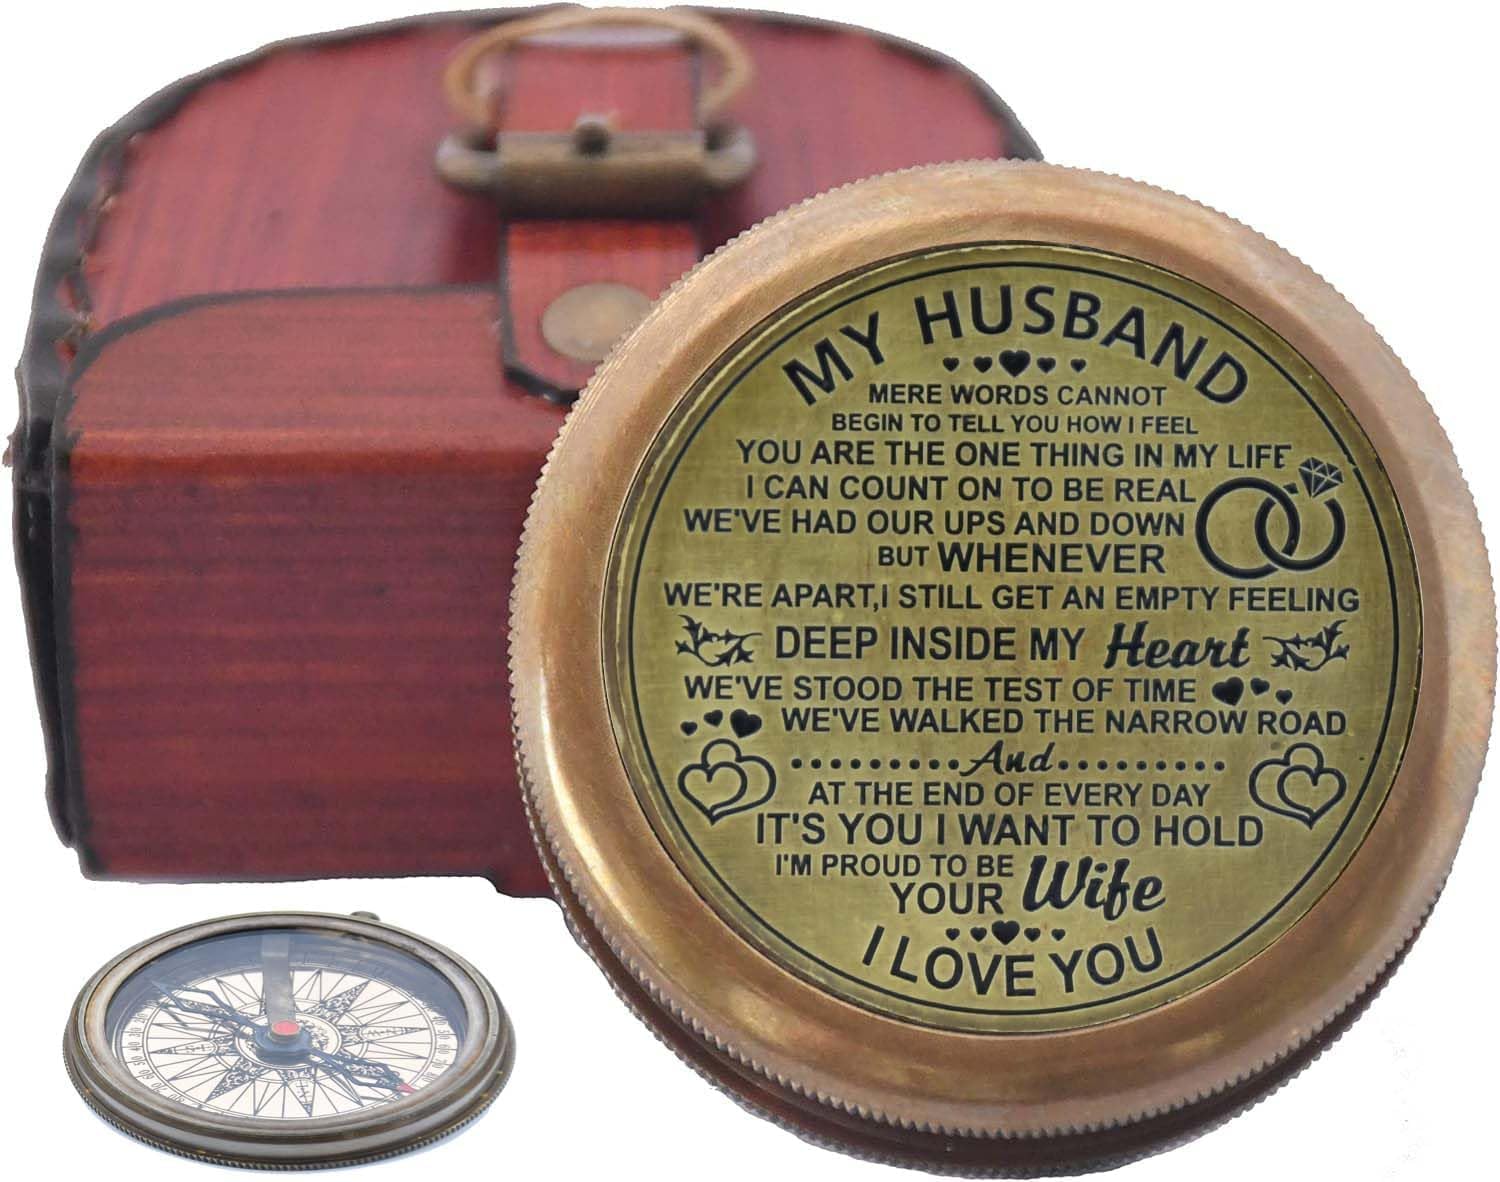 MY HUSBAND
MERE WORDS CANNOT
BEGIN TO TELL YOU HOW I FEEL
YOU ARE THE ONE THING IN MY LIFE
I CAN COUNT ON TO BE REAL
WE'VE HAD OUR UPS AND DOWN
BUT WHENEVER
WE'RE APART,I STILL GET AN EMPTY FEELING
DEEP INSIDE MY Heart
WE'VE STOOD THE TEST OF TIME
WE'VE WALKED THE NARROW ROAD
.........And.........
AT THE END OF EVERY DAY
IT'S YOU I WANT TO HOLD
I'M PROUD TO BE
YOUR Wife
I LOVE YOU